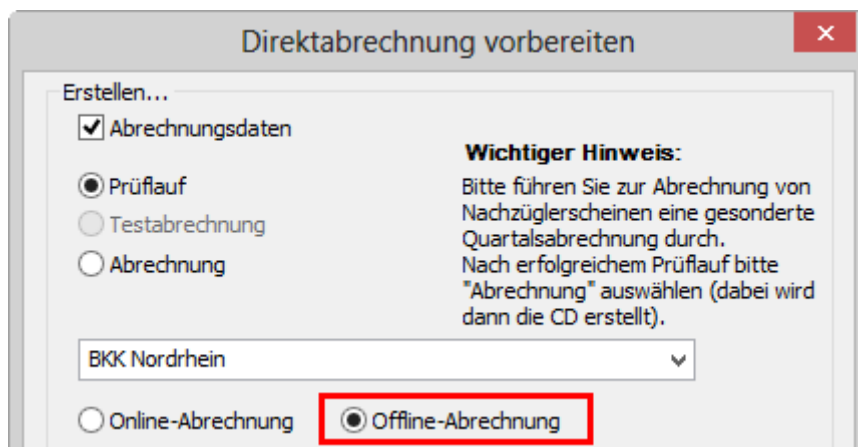 Direktabrechnung vorbereiten
Erstellen...
Abrechnungsdaten
Prüflauf
Testabrechnung
Abrechnung
Wichtiger Hinweis:
Bitte führen Sie zur Abrechnung von
Nachzüglerscheinen eine gesonderte
Quartalsabrechnung durch.
Nach erfolgreichem Prüflauf bitte
"Abrechnung" auswählen (dabei wird
dann die CD erstellt).
BKK Nordrhein
Online-Abrechnung
Offline-Abrechnung